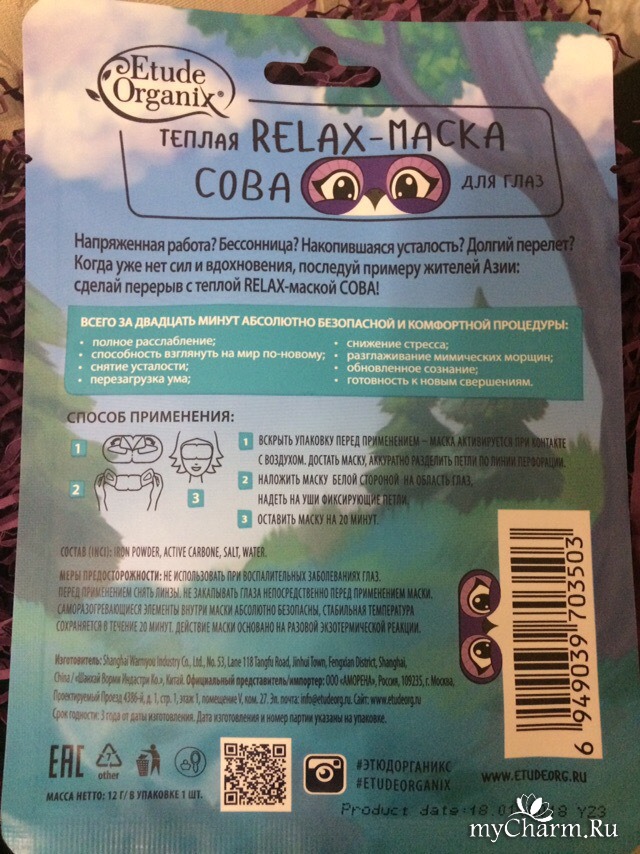 Etude
Organix®
ТЕПЛАЯ RELAX-МАСКА
СОВА ДЛЯ ГЛАЗ
Напряженная работа? Бессонница? Накопившаяся усталость? Долгий перелет?
Когда уже нет сил и вдохновения, последуй примеру жителей Азии:
сделай перерыв с теплой RELAX-маской СОВА!
ВСЕГО ЗА ДВАДЦАТЬ МИНУТ АБСОЛЮТНО БЕЗОПАСНОЙ И КОМФОРТНОЙ ПРОЦЕДУРЫ:
• полное расслабление;
• способность взглянуть на мир по-новому;
• снятие усталости;
• перезагрузка ума;
• снижение стресса;
• разглаживание мимических морщин;
• обновленное сознание;
• готовность к новым свершениям.
СПОСОБ ПРИМЕНЕНИЯ:
1
2
3
1 ВСКРЫТЬ УПАКОВКУ ПЕРЕД ПРИМЕНЕНИЕМ – МАСКА АКТИВИРУЕТСЯ ПРИ КОНТАКТЕ
С ВОЗДУХОМ. ДОСТАТЬ МАСКУ, АККУРАТНО РАЗДЕЛИТЬ ПЕТЛИ ПО ЛИНИИ ПЕРФОРАЦИИ.
2 НАЛОЖИТЬ МАСКУ БЕЛОЙ СТОРОНОЙ НА ОБЛАСТЬ ГЛАЗ,
НАДЕТЬ НА УШИ ФИКСИРУЮЩИЕ ПЕТЛИ.
3 ОСТАВИТЬ МАСКУ НА 20 МИНУТ.
СОСТАВ (INCI): IRON POWDER, ACTIVE CARBONE, SALT, WATER.
МЕРЫ ПРЕДОСТОРОЖНОСТИ: НЕ ИСПОЛЬЗОВАТЬ ПРИ ВОСПАЛИТЕЛЬНЫХ ЗАБОЛЕВАНИЯХ ГЛАЗ.
ПЕРЕД ПРИМЕНЕНИЕМ СНЯТЬ ЛИНЗЫ. НЕ ЗАКАПЫВАТЬ ГЛАЗА НЕПОСРЕДСТВЕННО ПЕРЕД ПРИМЕНЕНИЕМ МАСКИ.
САМОРАЗОГРЕВАЮЩИЕ ЭЛЕМЕНТЫ ВНУТРИ МАСКИ АБСОЛЮТНО БЕЗОПАСНЫ, СТАБИЛЬНАЯ ТЕМПЕРАТУРА
СОХРАНЯЕТСЯ В ТЕЧЕНИЕ 20 МИНУТ. ДЕЙСТВИЕ МАСКИ ОСНОВАНО НА РАЗОВОЙ ЭКЗОТЕРМИЧЕСКОЙ РЕАКЦИИ.
Изготовитель: Shanghai Warmyou Industry Co., Ltd., No. 53, Lane 118 Tangfu Road, Jinhui Town, Fengxian District, Shanghai,
China / «Шанхай Ворми Индастри Ко.», Китай. Официальный представитель/импортер: ООО «АМОРЕНА», Россия, 109235, г. Москва,
Проектируемый Проезд 4386-й, д. 1, стр. 1, этаж 1, помещение V, ком. 27. Эл. почта: info@etudeorg.ru. Сайт: www.etudeorg.ru
Срок годности: 3 года от даты изготовления. Дата изготовления и номер партии указаны на упаковке.
6 949039 703503
EAC
7
other
МАССА НЕТТО: 12 Г/ В УПАКОВКЕ 1 ШТ.
#ЭТЮДОРГАНИКС
#ETUDEORGANIX
WWW.ETUDEORG.RU
Product date: 18.01 8 YZ3
myCharm.Ru